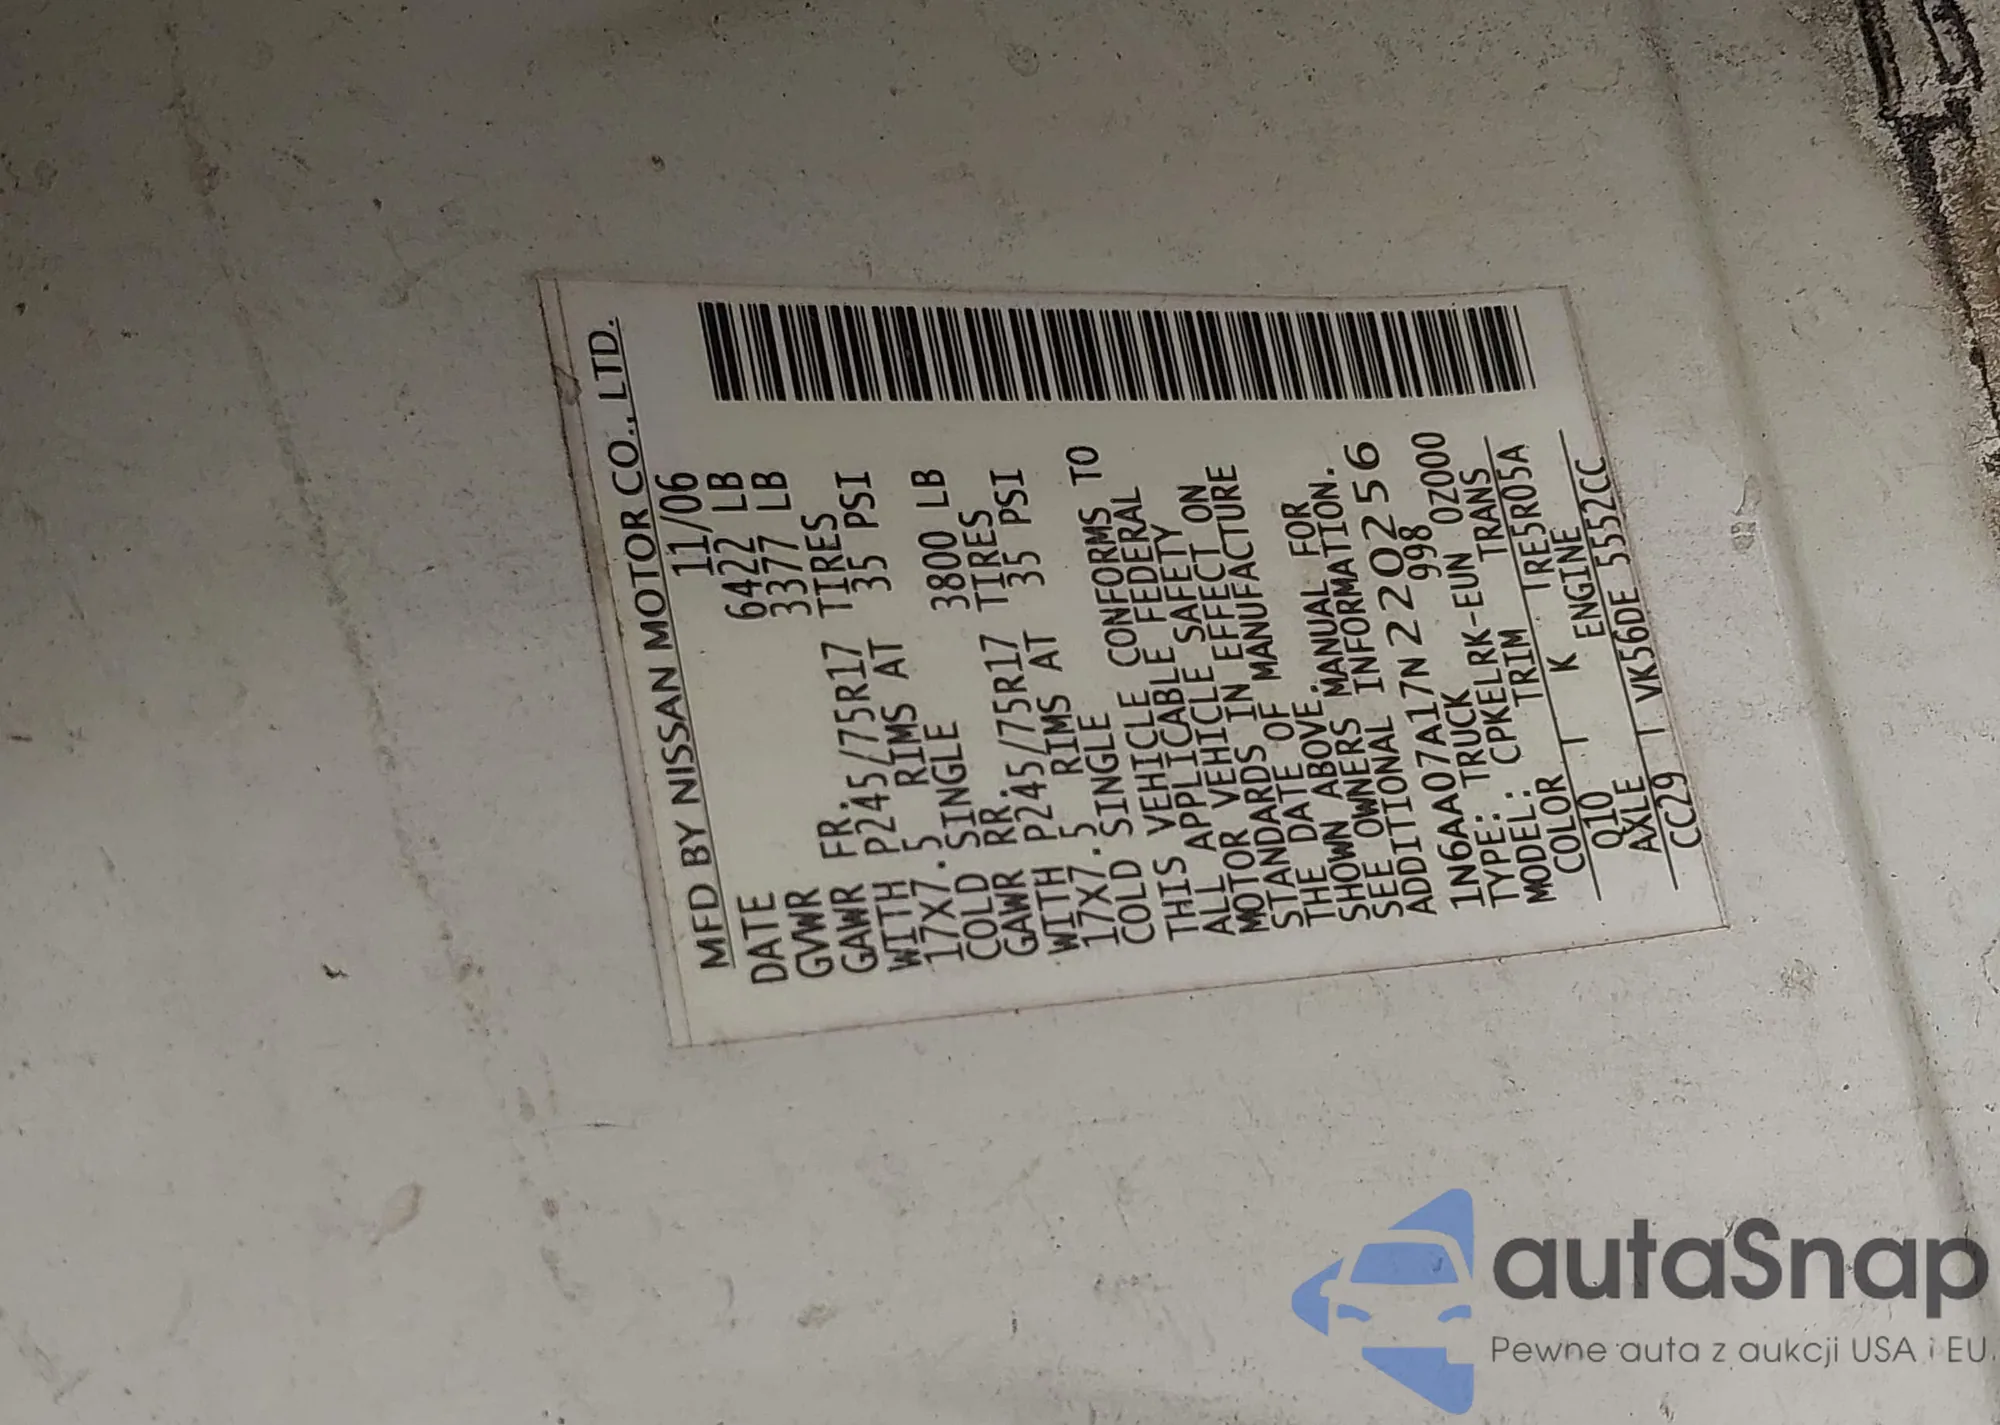 MFD BY NISSAN MOTOR CO., LTD.
DATE 11/06
GVWR 6422 LB
GAWR FR. 3377 LB
WITH P245/75R17 TIRES
17X7.5 RIMS AT 35 PSI
COLD SINGLE
GAWR RR. 3800 LB
WITH P245/75R17 TIRES
17X7.5 RIMS AT 35 PSI
COLD SINGLE
THIS VEHICLE CONFORMS TO
ALL APPLICABLE FEDERAL
MOTOR VEHICLE SAFETY
STANDARDS IN EFFECT ON
THE DATE OF MANUFACTURE
SHOWN ABOVE.
SEE OWNERS MANUAL FOR
ADDITIONAL INFORMATION.
1N6AA07A17N220256
TYPE: TRUCK 998
MODEL: CPKELRK-EUN OZ000
COLOR TRIM TRANS
Q10 K RE5R05A
AXLE ENGINE
CC29 VK56DE 5552CC
autaSnap
Pewne auta z aukcji USA i EU.